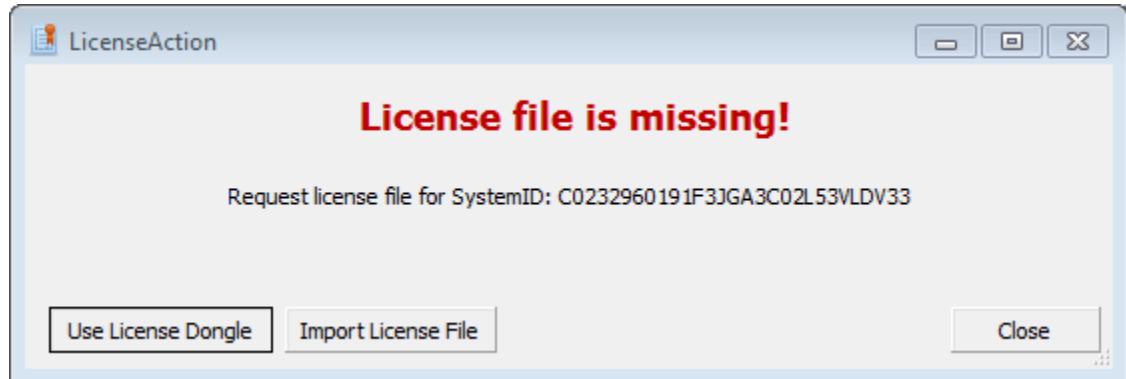 LicenseAction
License file is missing!
Request license file for SystemID: C0232960191F3JGA3C02L53VLDV33
Use License Dongle
Import License File
Close